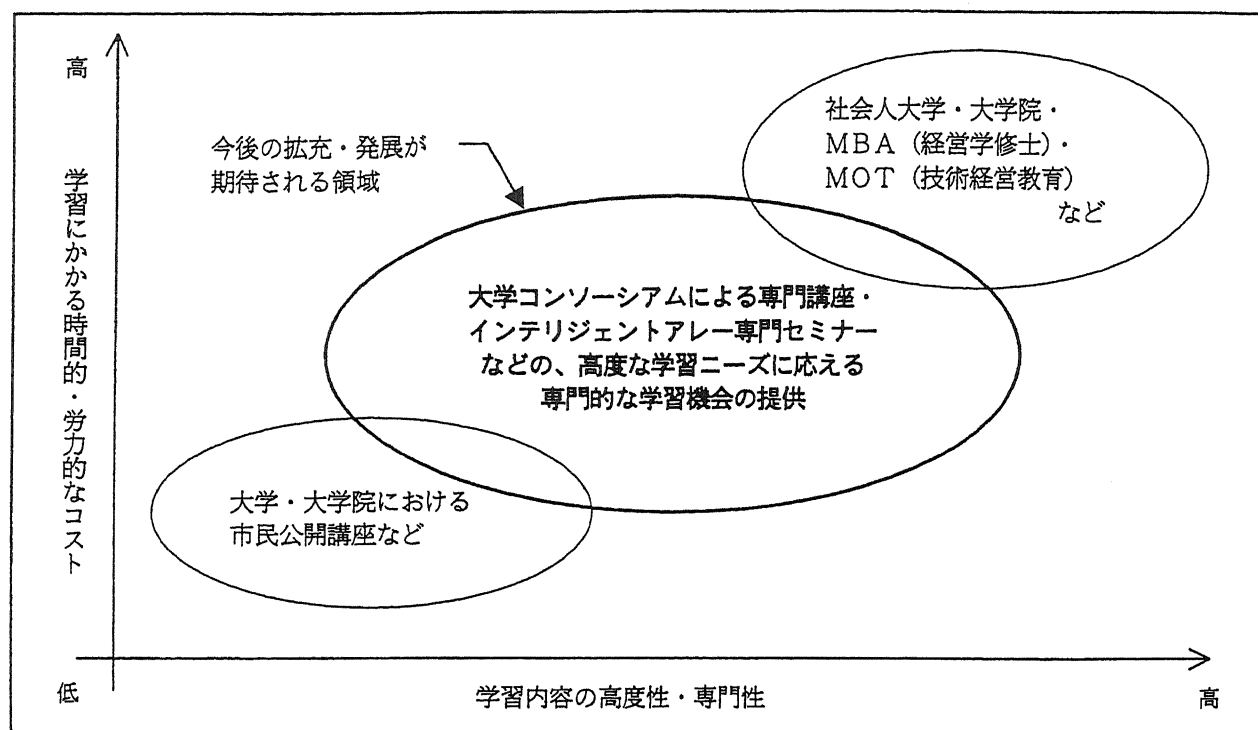 高
学習にかかる時間的・労力的なコスト
今後の拡充・発展が
期待される領域
社会人大学・大学院・
ＭＢＡ（経営学修士）・
ＭＯＴ（技術経営教育）
など
大学コンソーシアムによる専門講座・
インテリジェントアレー専門セミナー
などの、高度な学習ニーズに応える
専門的な学習機会の提供
大学・大学院における
市民公開講座など
低
学習内容の高度性・専門性
高